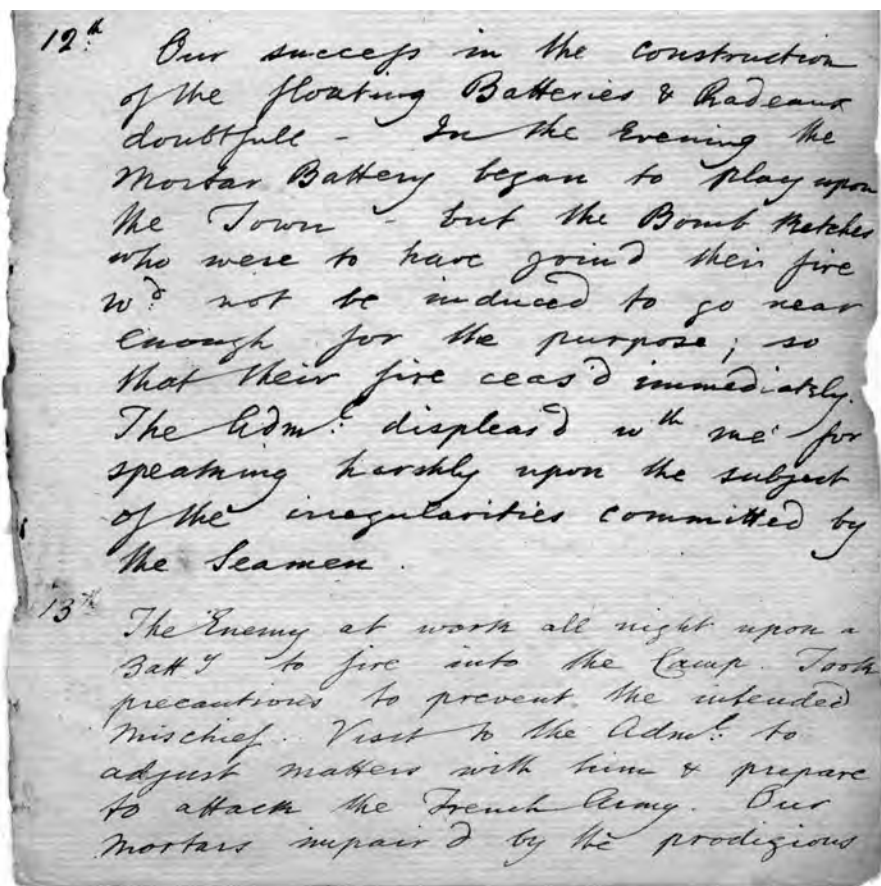 12th Our success in the construction
of the floating Batteries & Radeaux
doubtfull - In the Evening the
Mortar Battery began to play upon
the Town - but the Bomb Ketches
who were to have join'd their fire
wd not be induced to go near
enough for the purpose; so
that their fire ceas'd immediately.
The Adml. displeas'd wth me for
speaking harshly upon the subject
of the irregularities committed by
the Seamen.
13th The Enemy at work all night upon a
Batty to fire into the Camp. Took
precautions to prevent the intended
Mischief. Visit to the Adml. to
adjust matters with him & prepare
to attack the French Army. Our
Mortars impair'd by the prodigious